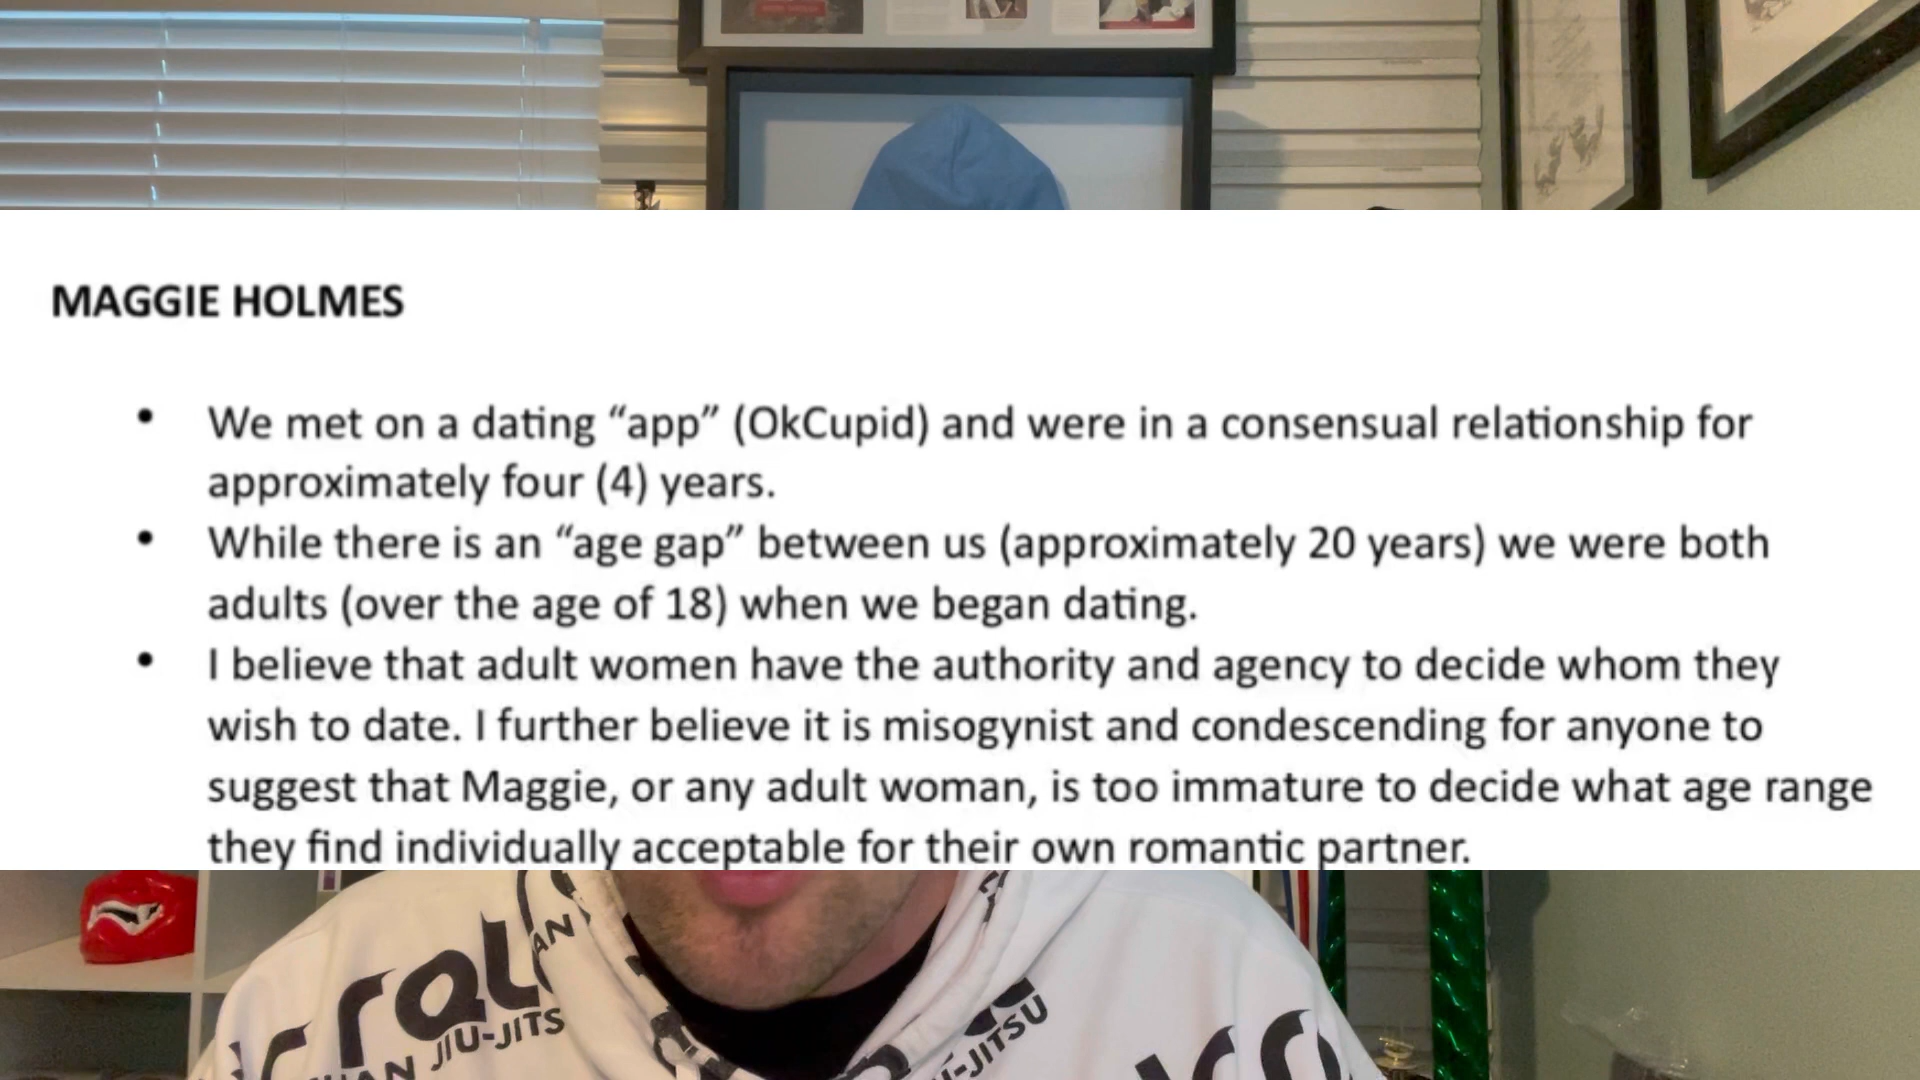 MAGGIE HOLMES
• We met on a dating “app” (OkCupid) and were in a consensual relationship for
approximately four (4) years.
• While there is an “age gap” between us (approximately 20 years) we were both
adults (over the age of 18) when we began dating.
• I believe that adult women have the authority and agency to decide whom they
wish to date. I further believe it is misogynist and condescending for anyone to
suggest that Maggie, or any adult woman, is too immature to decide what age range
they find individually acceptable for their own romantic partner.
JIU-JITS
JITSU